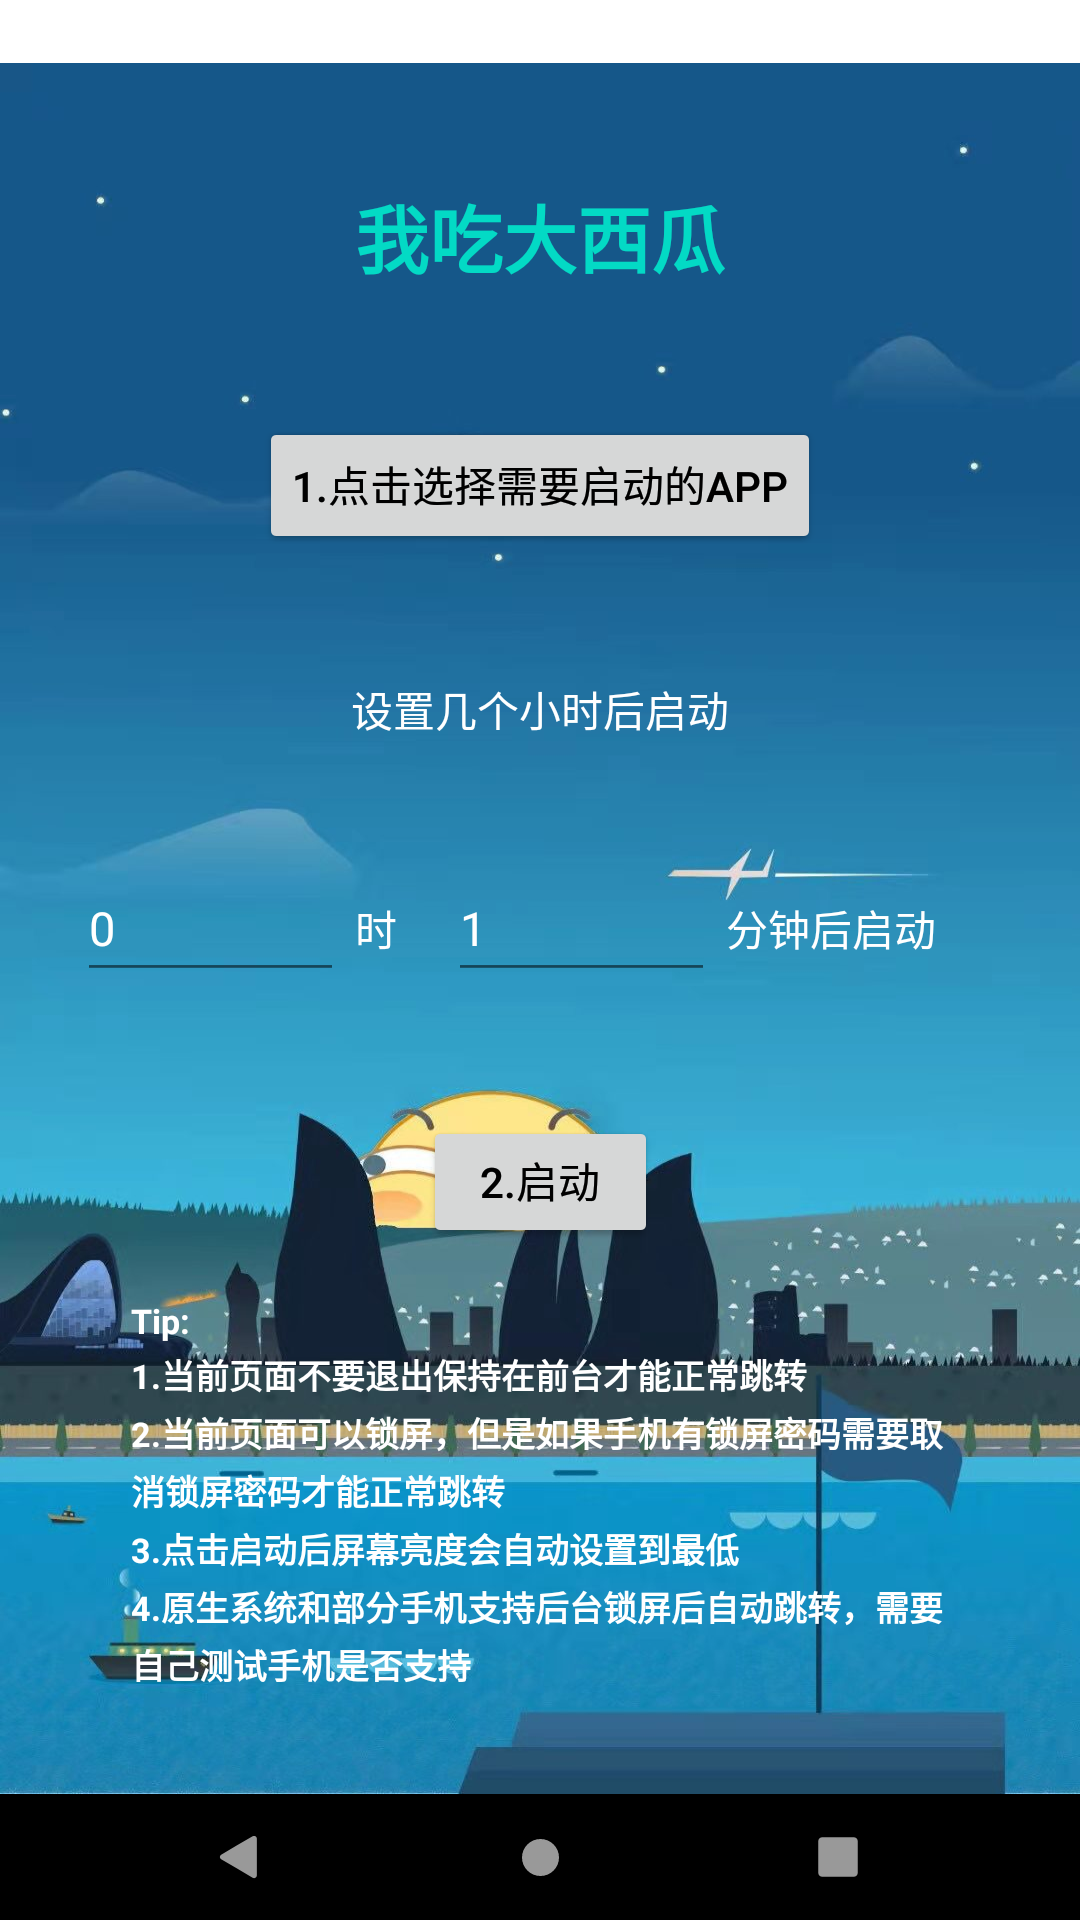 我吃大西瓜
1.点击选择需要启动的APP
设置几个小时后启动
0 时 1 分钟后启动
2.启动
Tip:
1.当前页面不要退出保持在前台才能正常跳转
2.当前页面可以锁屏，但是如果手机有锁屏密码需要取
消锁屏密码才能正常跳转
3.点击启动后屏幕亮度会自动设置到最低
4.原生系统和部分手机支持后台锁屏后自动跳转，需要
自己测试手机是否支持